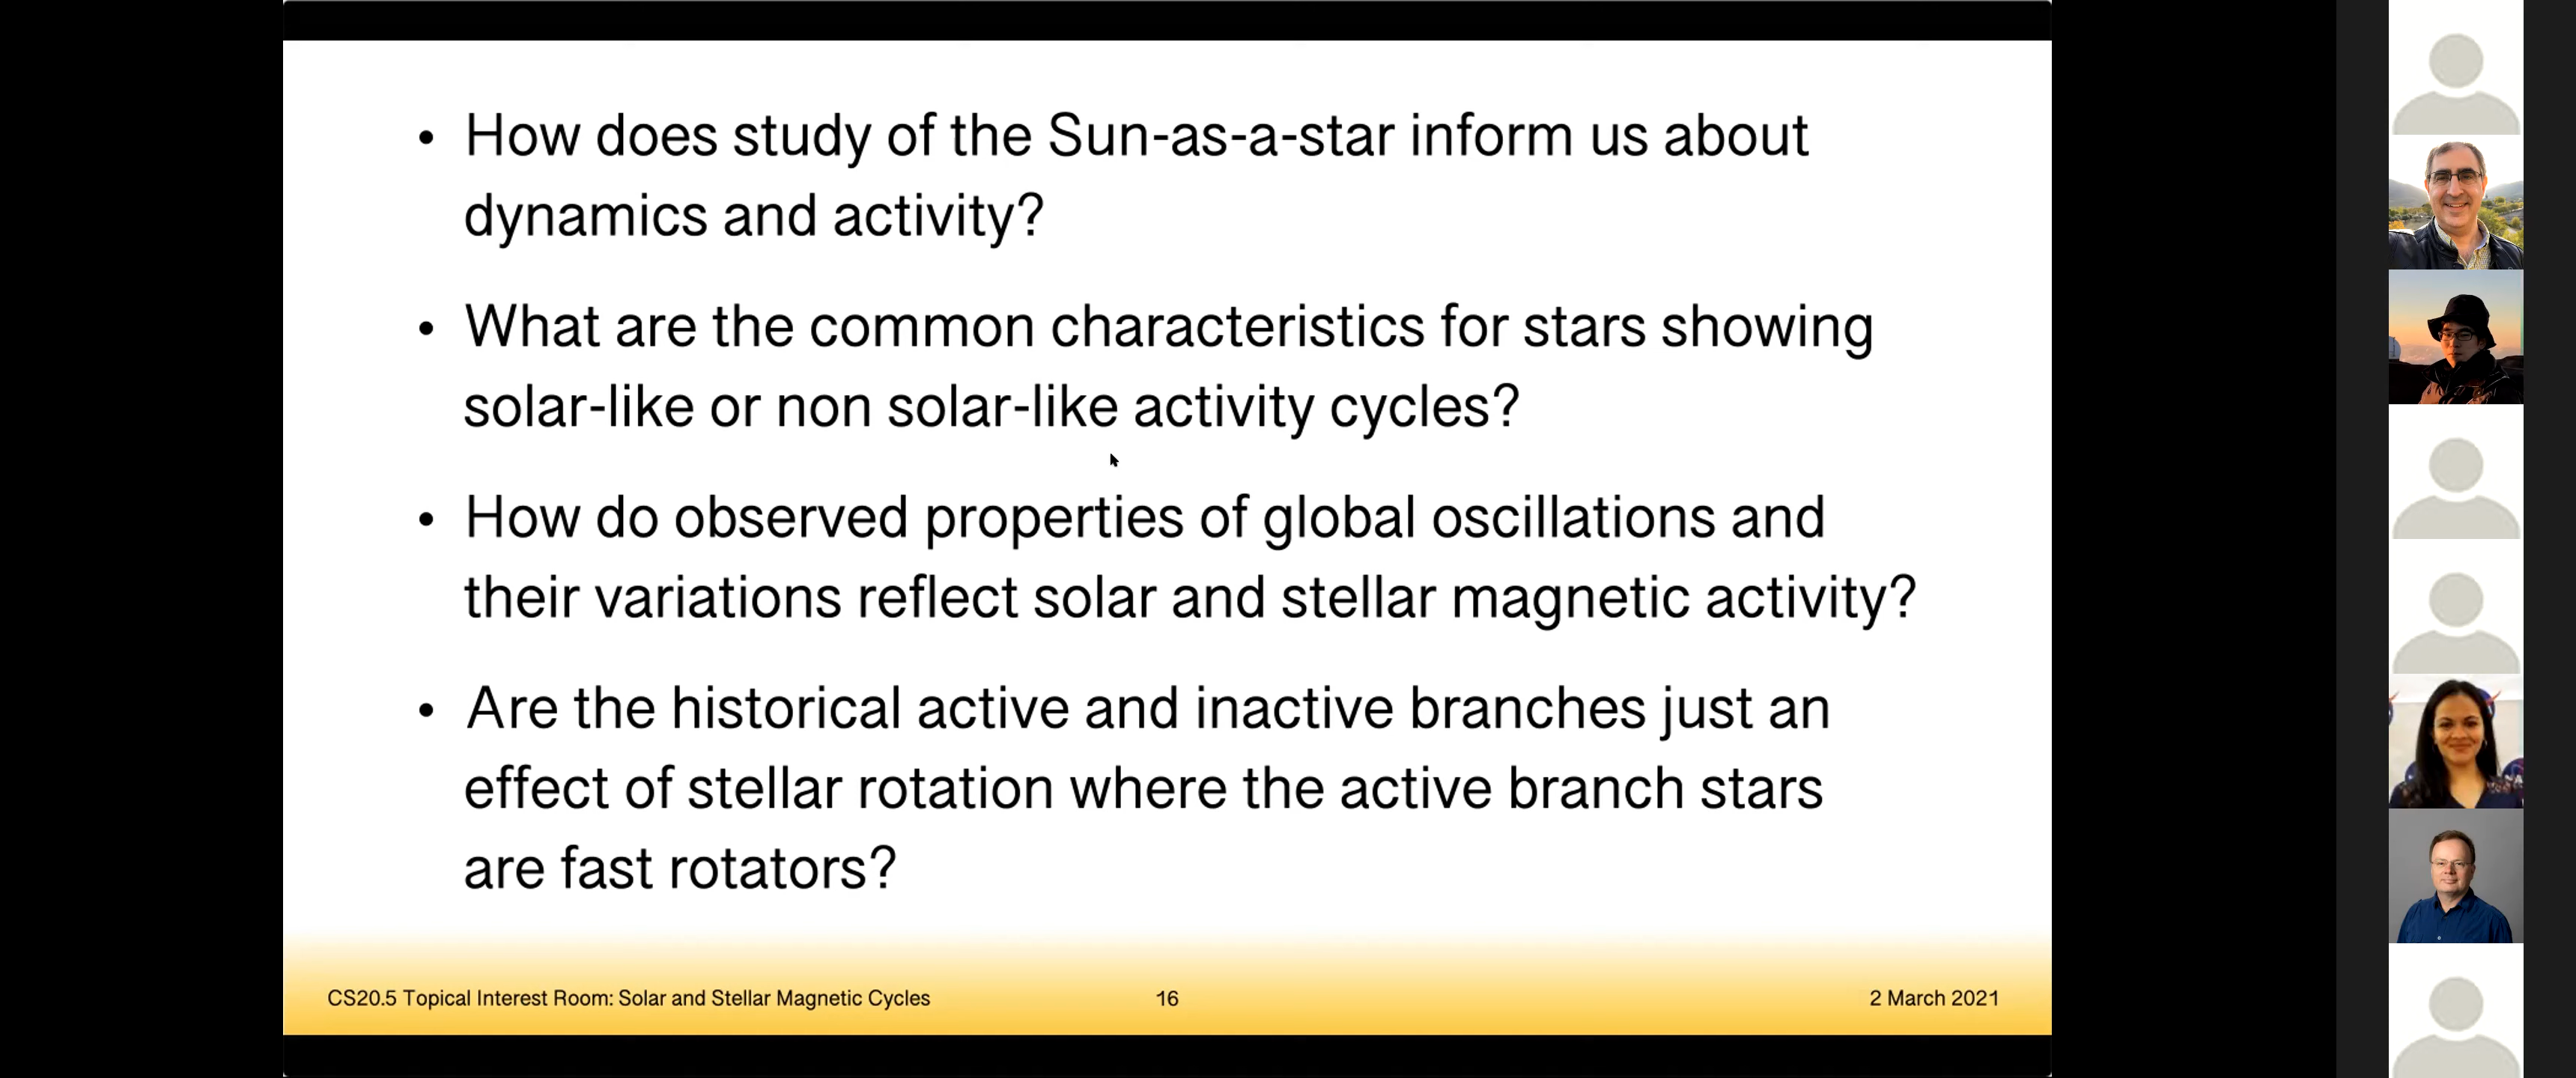 • How does study of the Sun-as-a-star inform us about
dynamics and activity?
• What are the common characteristics for stars showing
solar-like or non solar-like activity cycles?
• How do observed properties of global oscillations and
their variations reflect solar and stellar magnetic activity?
• Are the historical active and inactive branches just an
effect of stellar rotation where the active branch stars
are fast rotators?
CS20.5 Topical Interest Room: Solar and Stellar Magnetic Cycles
16
2 March 2021